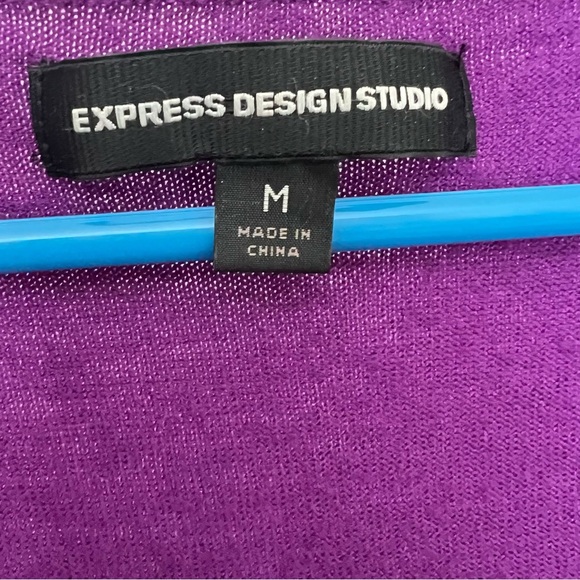 EXPRESS DESIGN STUDIO
M
MADE IN
CHINA